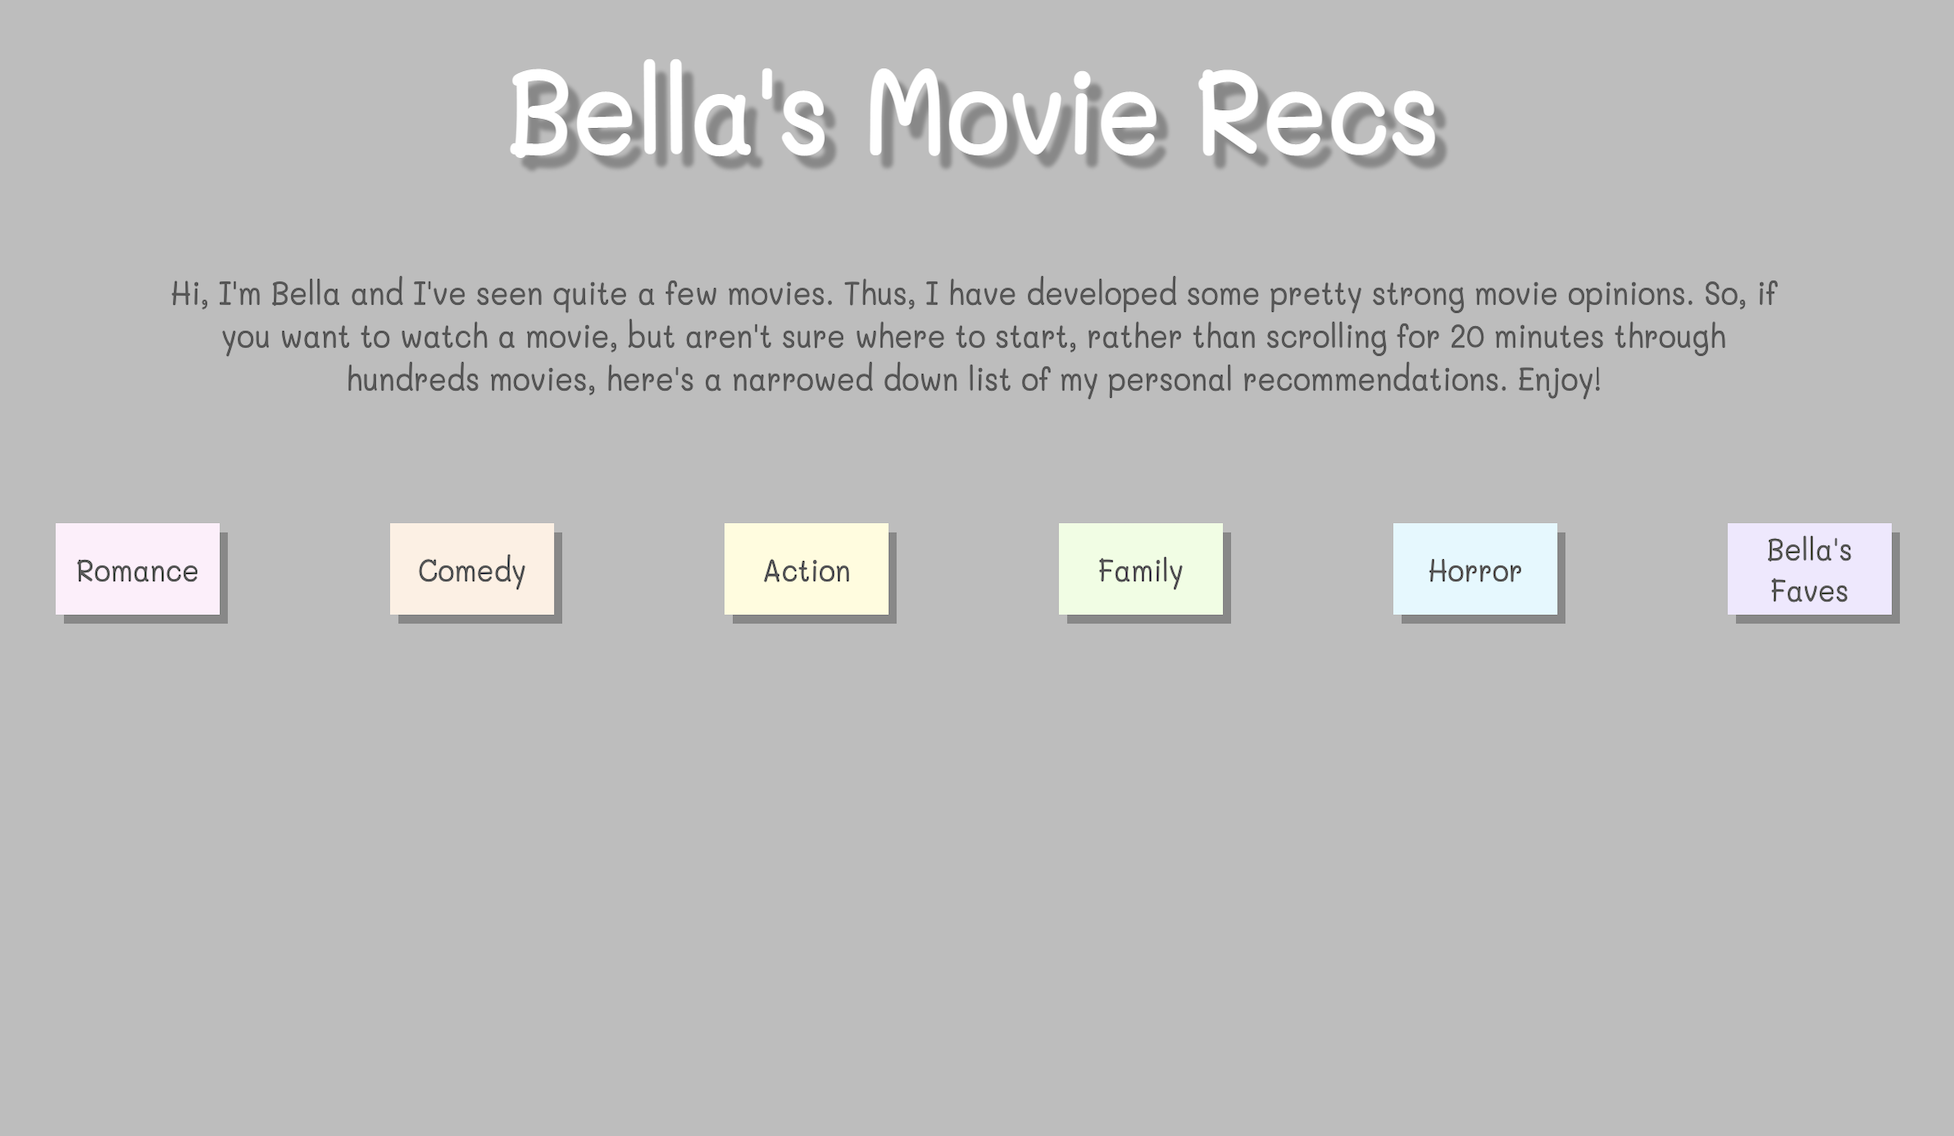 Bella's Movie Recs
Hi, I'm Bella and I've seen quite a few movies. Thus, I have developed some pretty strong movie opinions. So, if
you want to watch a movie, but aren't sure where to start, rather than scrolling for 20 minutes through
hundreds movies, here's a narrowed down list of my personal recommendations. Enjoy!
Romance
Comedy
Action
Family
Horror
Bella's
Faves